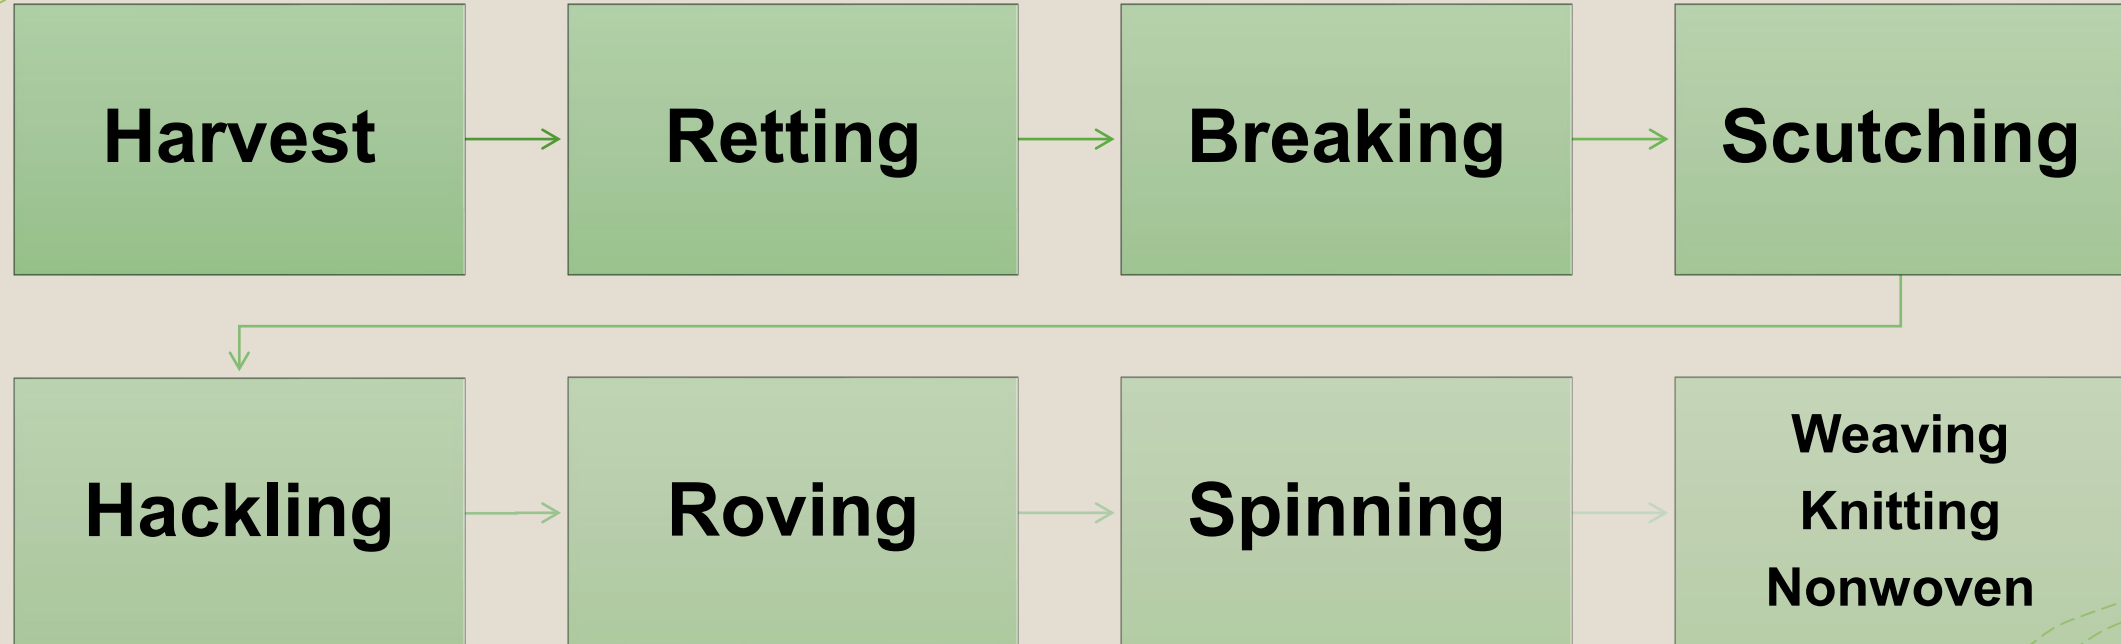 Harvest
Retting
Breaking
Scutching
Hackling
Roving
Spinning
Weaving
Knitting
Nonwoven